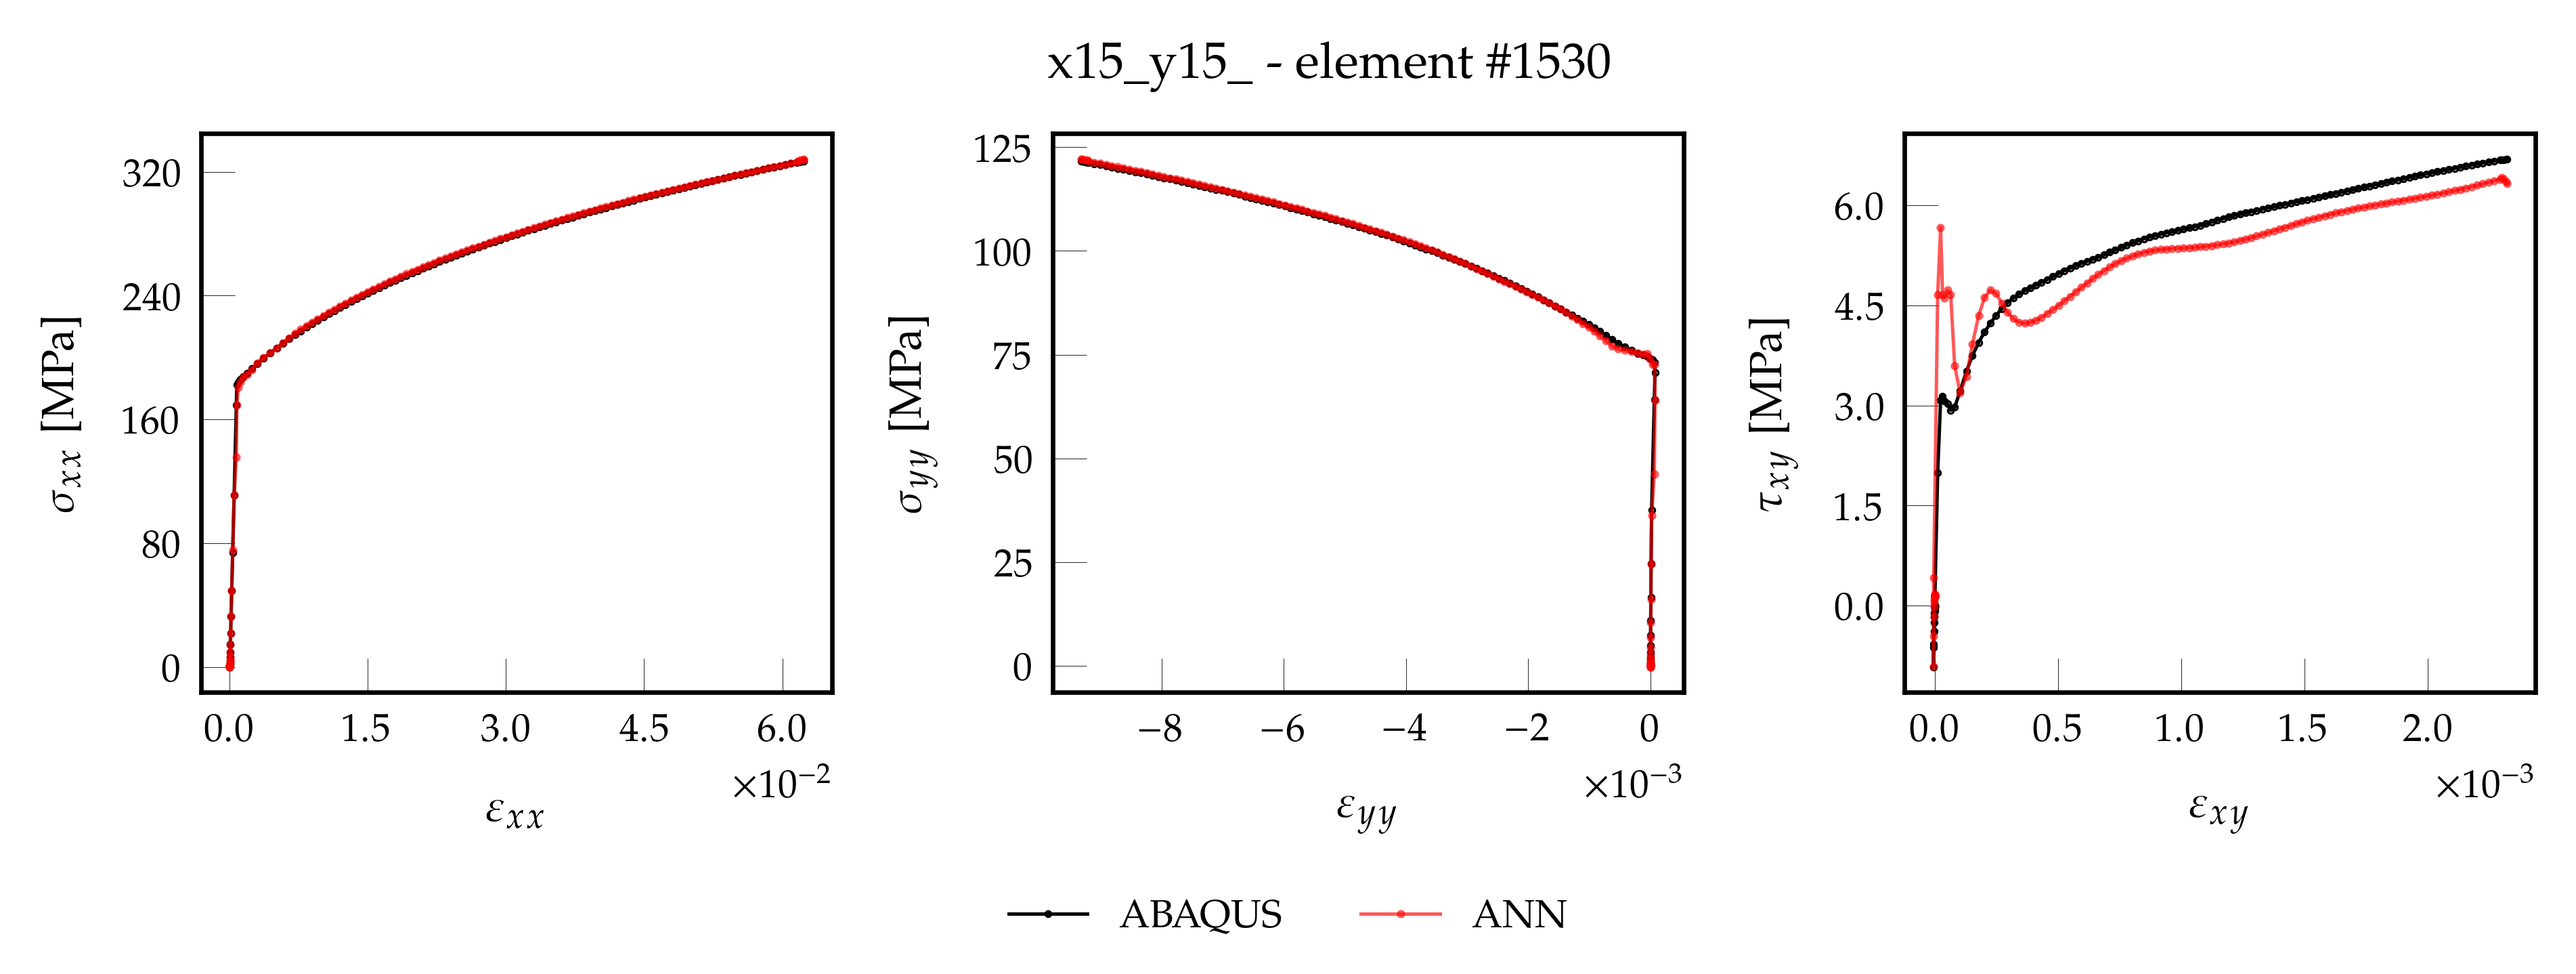 x15_y15_ - element #1530
320
240
160
80
0
σxx [MPa]
0.0 1.5 3.0 4.5 6.0
×10−2
εxx
125
100
75
50
25
0
σyy [MPa]
−8 −6 −4 −2 0
×10−3
εyy
6.0
4.5
3.0
1.5
0.0
τxy [MPa]
0.0 0.5 1.0 1.5 2.0
×10−3
εxy
ABAQUS ANN